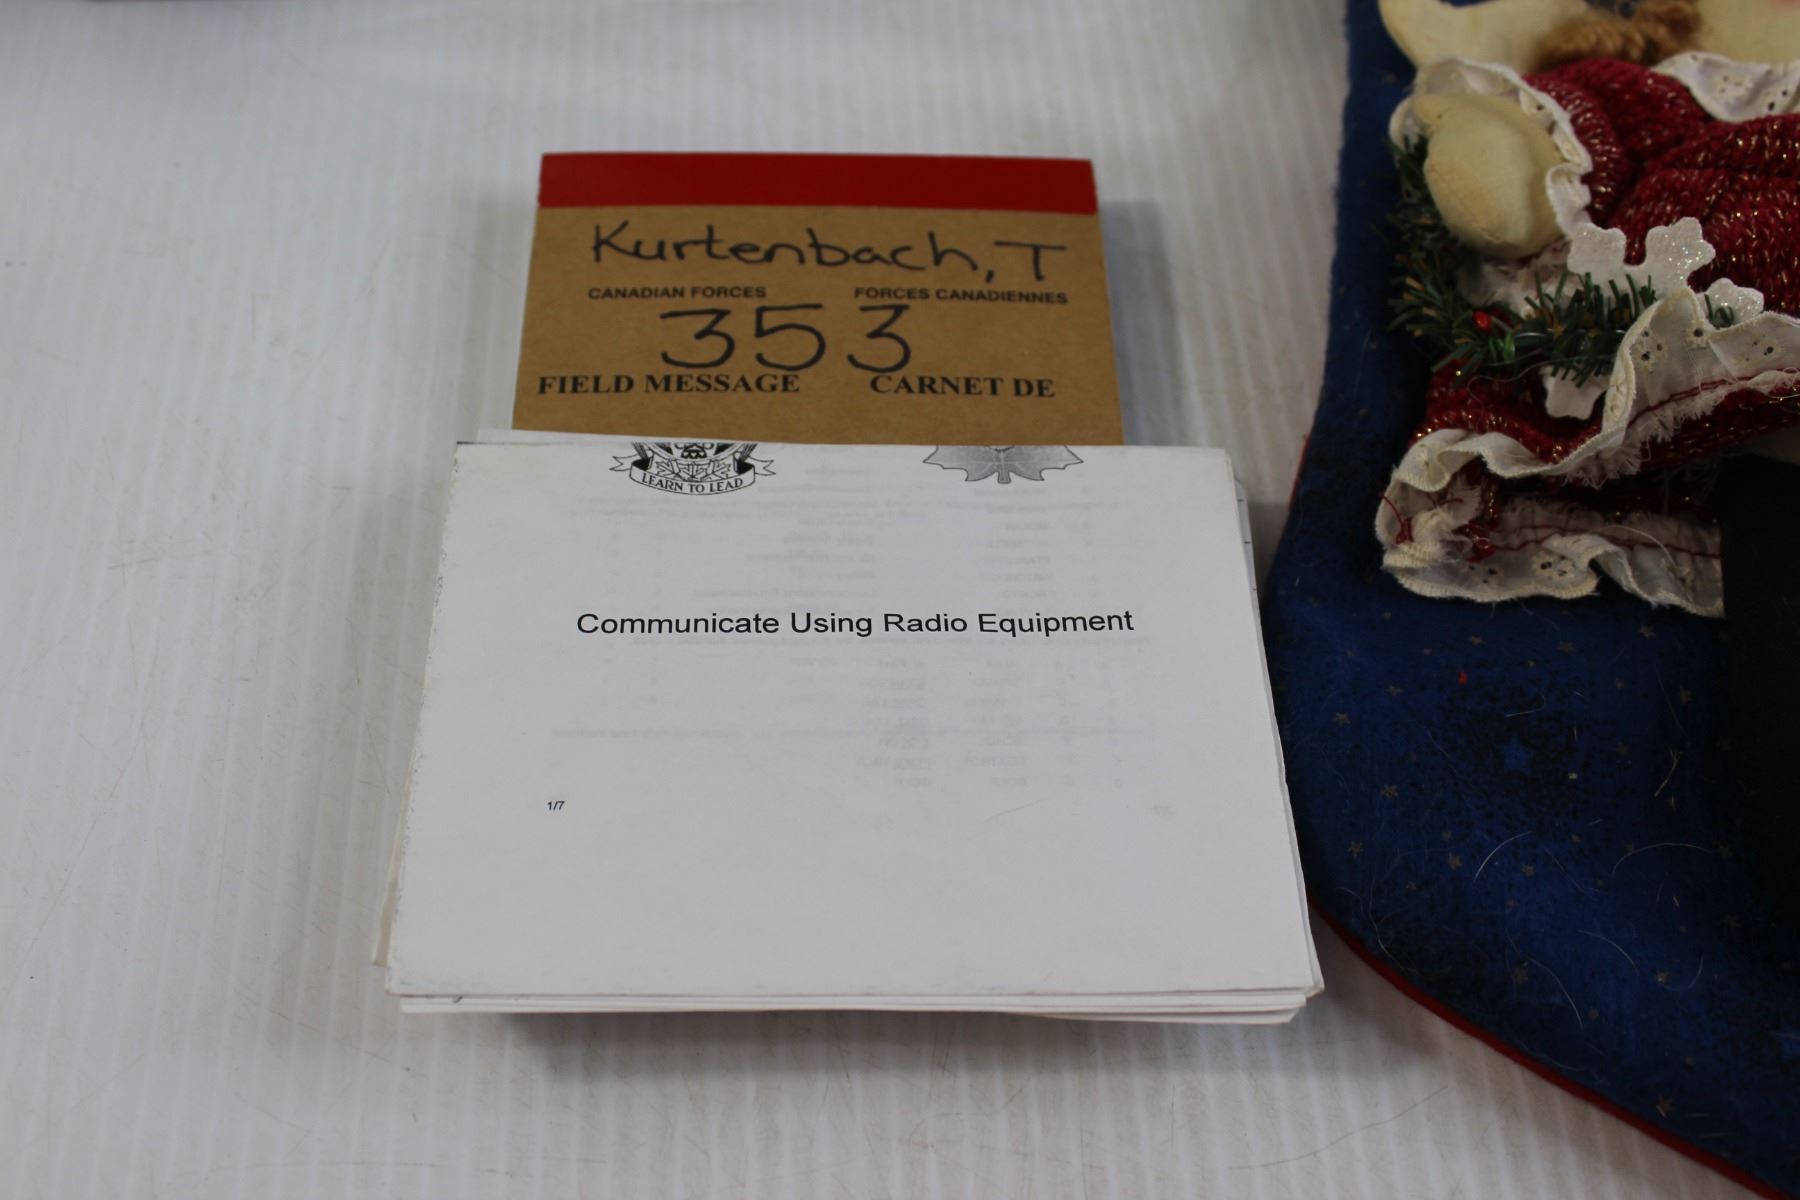 Kurtenbach, T
CANADIAN FORCES FORCES CANADIENNES
353
FIELD MESSAGE CARNET DE
LEARN TO LEAD
Communicate Using Radio Equipment
1/7